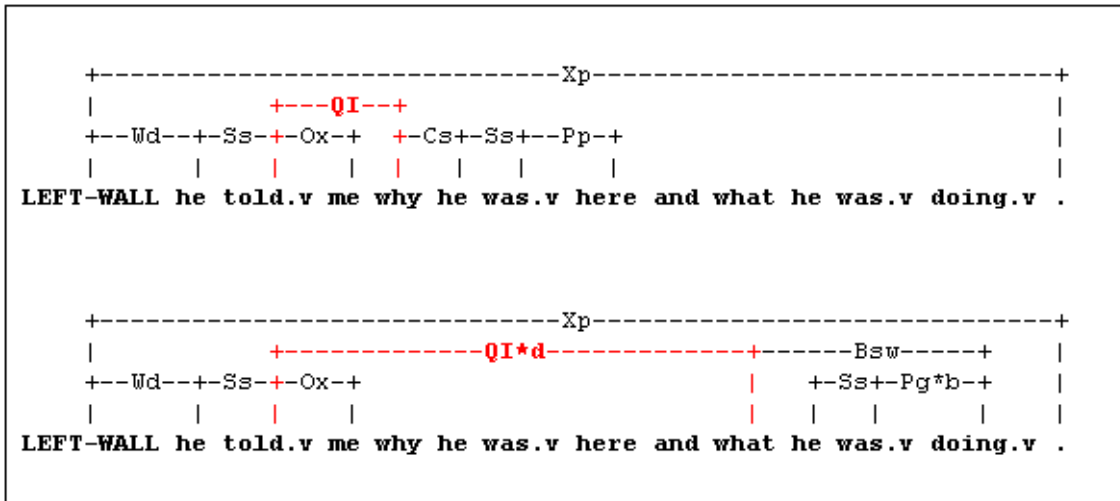 +------------------------------Xp-----------------------------+
|             +---QI--+                                       |
+--Wd--+-Ss-+-Ox-+  +-Cs+-Ss+--Pp-+                           |
|      |    |    |  |   |   |     |                           |
LEFT-WALL he told.v me why he was.v here and what he was.v doing.v .
+------------------------------Xp-----------------------------+
|           +-------------QI*d-------------+------Bsw-----+   |
+--Wd--+-Ss-+-Ox-+                         |   +-Ss+-Pg*b-+   |
|      |    |    |                         |   |   |      |   |
LEFT-WALL he told.v me why he was.v here and what he was.v doing.v .